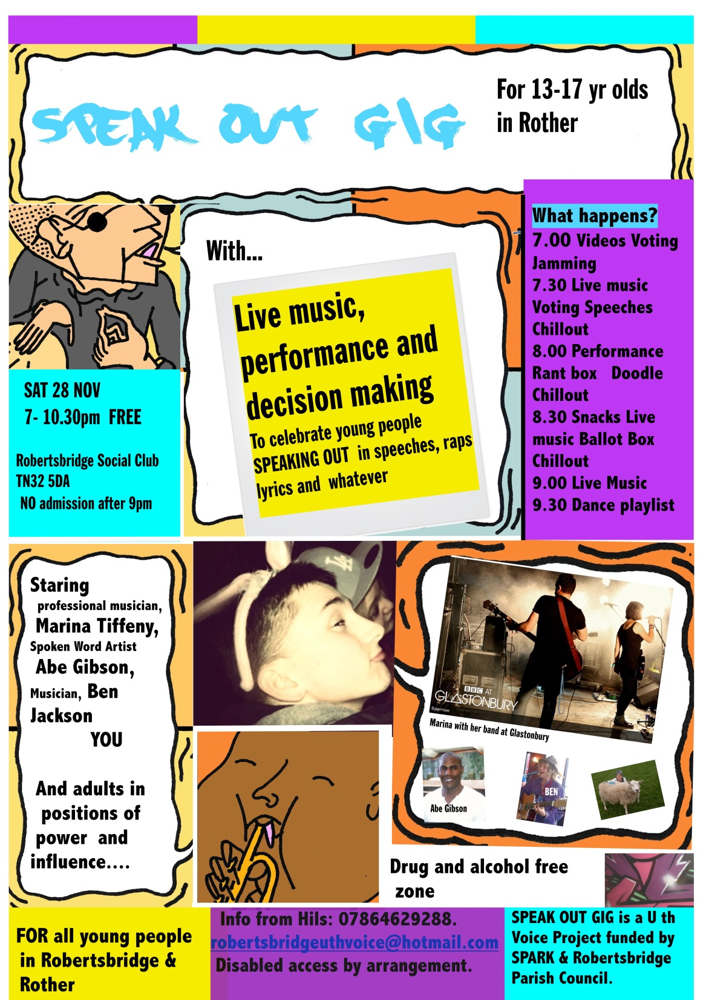 SPEAK OUT GIG
For 13-17 yr olds
in Rother
With...
Live music,
performance and
decision making
To celebrate young people
SPEAKING OUT in speeches, raps
lyrics and whatever
What happens?
7.00 Videos Voting
Jamming
7.30 Live music
Voting Speeches
Chillout
8.00 Performance
Rant box Doodle
Chillout
8.30 Snacks Live
music Ballot Box
Chillout
9.00 Live Music
9.30 Dance playlist
SAT 28 NOV
7- 10.30pm FREE
Robertsbridge Social Club
TN32 5DA
NO admission after 9pm
Staring
professional musician,
Marina Tiffeny,
Spoken Word Artist
Abe Gibson,
Musician, Ben
Jackson
YOU
And adults in
positions of
power and
influence....
BBC AT
GLASTONBURY
Sparrow
Marina with her band at Glastonbury
Abe Gibson
BEN
Drug and alcohol free
zone
FOR all young people
in Robertsbridge &
Rother
Info from Hils: 07864629288.
robertsbridgeuthvoice@hotmail.com
Disabled access by arrangement.
SPEAK OUT GIG is a U th
Voice Project funded by
SPARK & Robertsbridge
Parish Council.